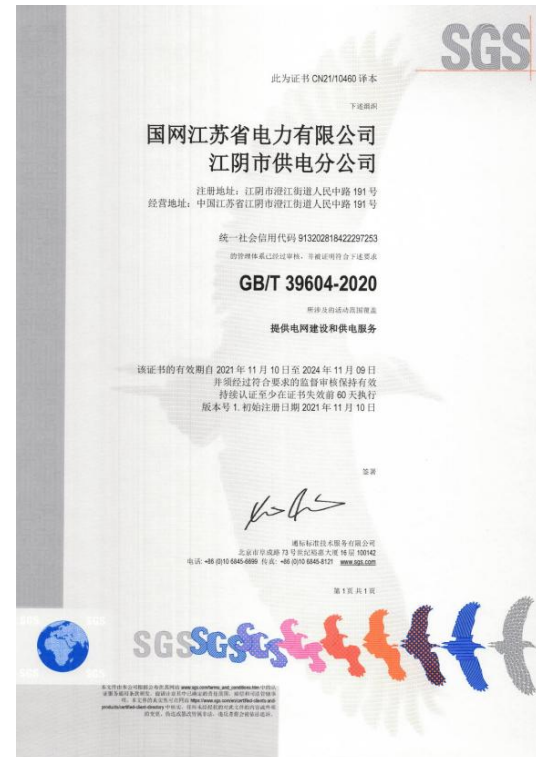 SGS
此为证书 CN21/10460 译本
下述组织
国网江苏省电力有限公司
江阴市供电分公司
注册地址：江阴市澄江街道人民中路 191 号
经营地址：中国江苏省江阴市澄江街道人民中路 191 号
统一社会信用代码 913202818422297253
的管理体系已经过审核，并被证明符合下述要求
GB/T 39604-2020
所涉及的活动范围覆盖
提供电网建设和供电服务
该证书的有效期自 2021 年 11 月 10 日至 2024 年 11 月 09 日
并须经过符合要求的监督审核保持有效
持续认证至少在证书失效前 60 天执行
版本号 1. 初始注册日期 2021 年 11 月 10 日
签署
通标标准技术服务有限公司
北京市阜成路 73 号世纪裕惠大厦 16 层 100142
电话: +86 (0)10 6845-6699 传真: +86 (0)10 6845-8121 www.sgs.com
第 1 页 共 1 页
SGS SGS SGS
SGSSGSSGS
SGS SGS